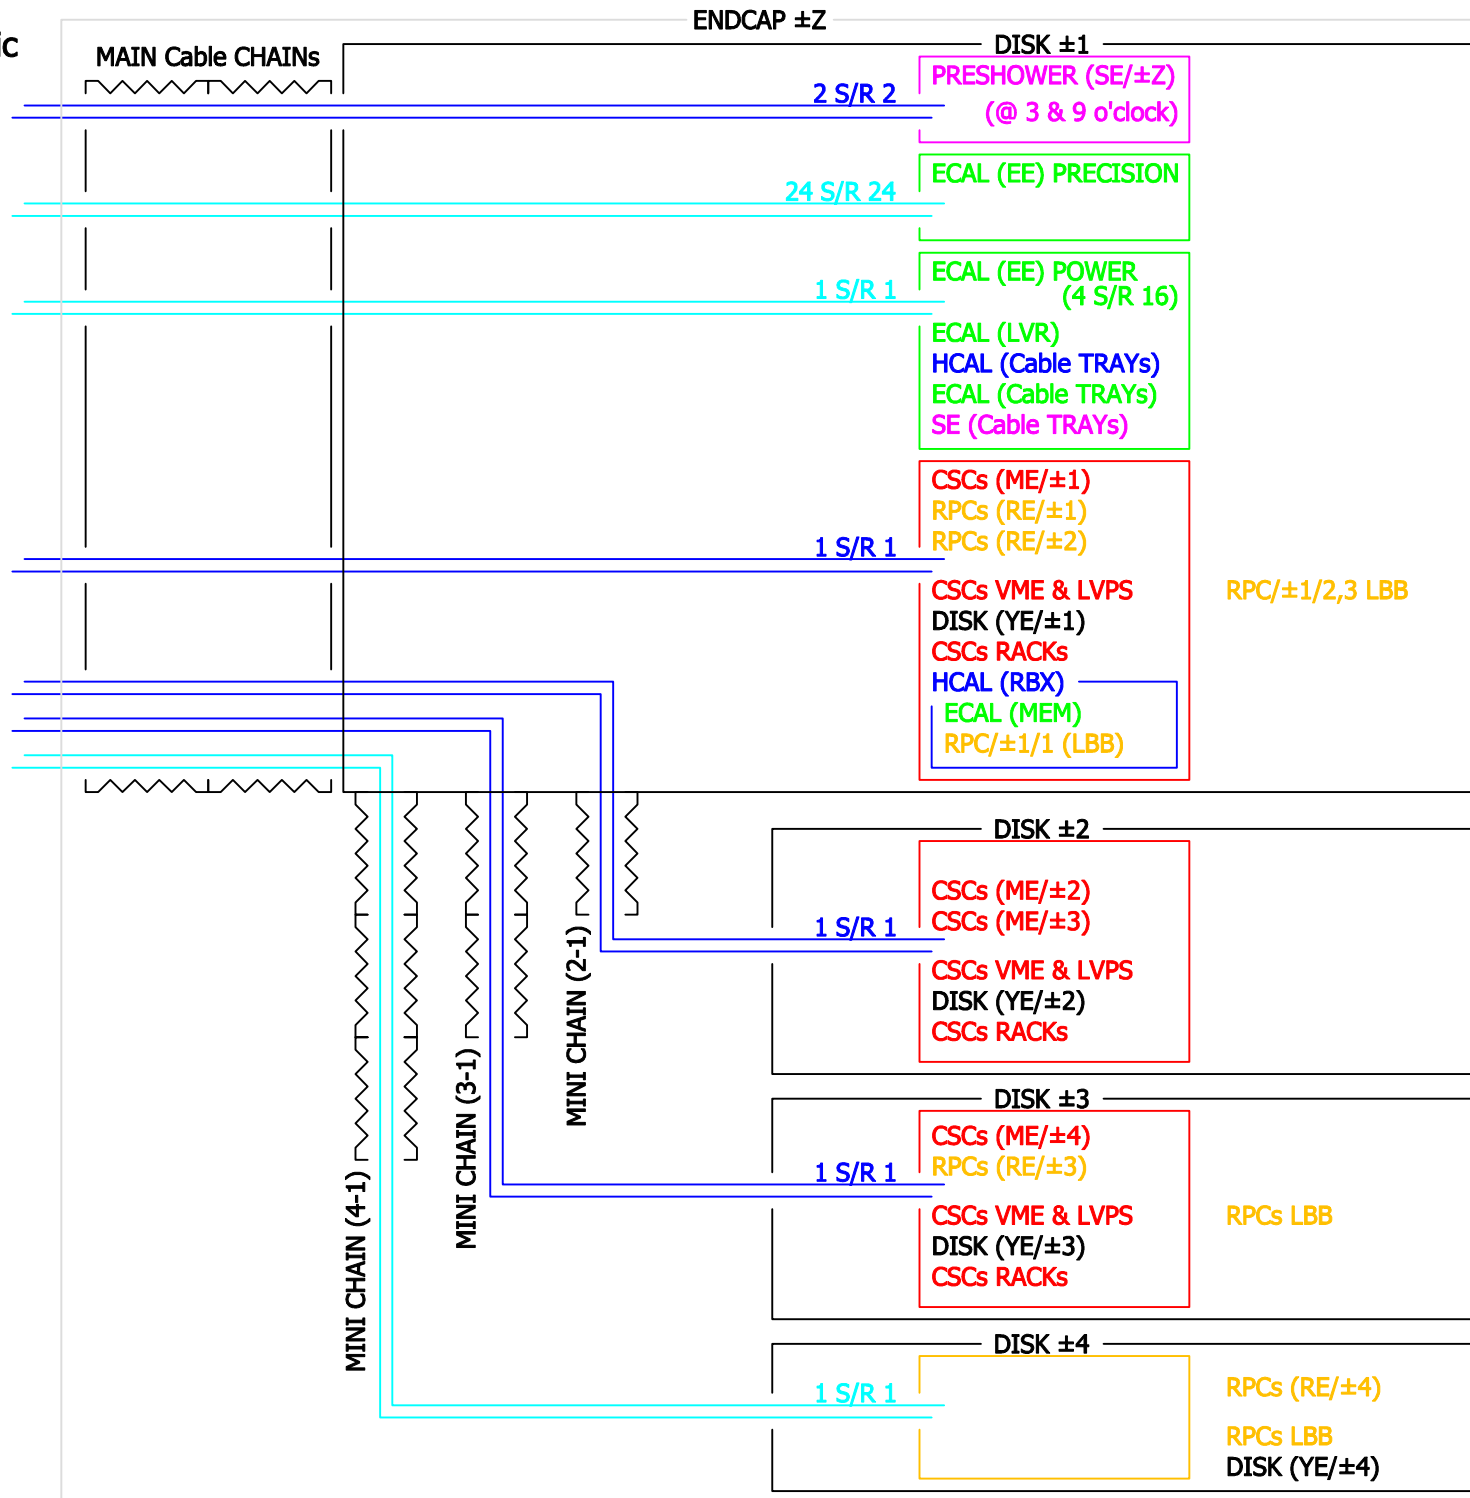 ENDCAP ±Z
ic
MAIN Cable CHAINs
DISK ±1
PRESHOWER (SE/±Z)
2 S/R 2
(@ 3 & 9 o'clock)
ECAL (EE) PRECISION
24 S/R 24
ECAL (EE) POWER
1 S/R 1
(4 S/R 16)
ECAL (LVR)
HCAL (Cable TRAYs)
ECAL (Cable TRAYs)
SE (Cable TRAYs)
CSCs (ME/±1)
RPCs (RE/±1)
RPCs (RE/±2)
1 S/R 1
CSCs VME & LVPS
RPC/±1/2,3 LBB
DISK (YE/±1)
CSCs RACKs
HCAL (RBX)
ECAL (MEM)
RPC/±1/1 (LBB)
DISK ±2
CSCs (ME/±2)
CSCs (ME/±3)
1 S/R 1
CSCs VME & LVPS
DISK (YE/±2)
CSCs RACKs
MINI CHAIN (2-1)
MINI CHAIN (3-1)
MINI CHAIN (4-1)
DISK ±3
CSCs (ME/±4)
RPCs (RE/±3)
1 S/R 1
CSCs VME & LVPS
RPCs LBB
DISK (YE/±3)
CSCs RACKs
DISK ±4
1 S/R 1
RPCs (RE/±4)
RPCs LBB
DISK (YE/±4)